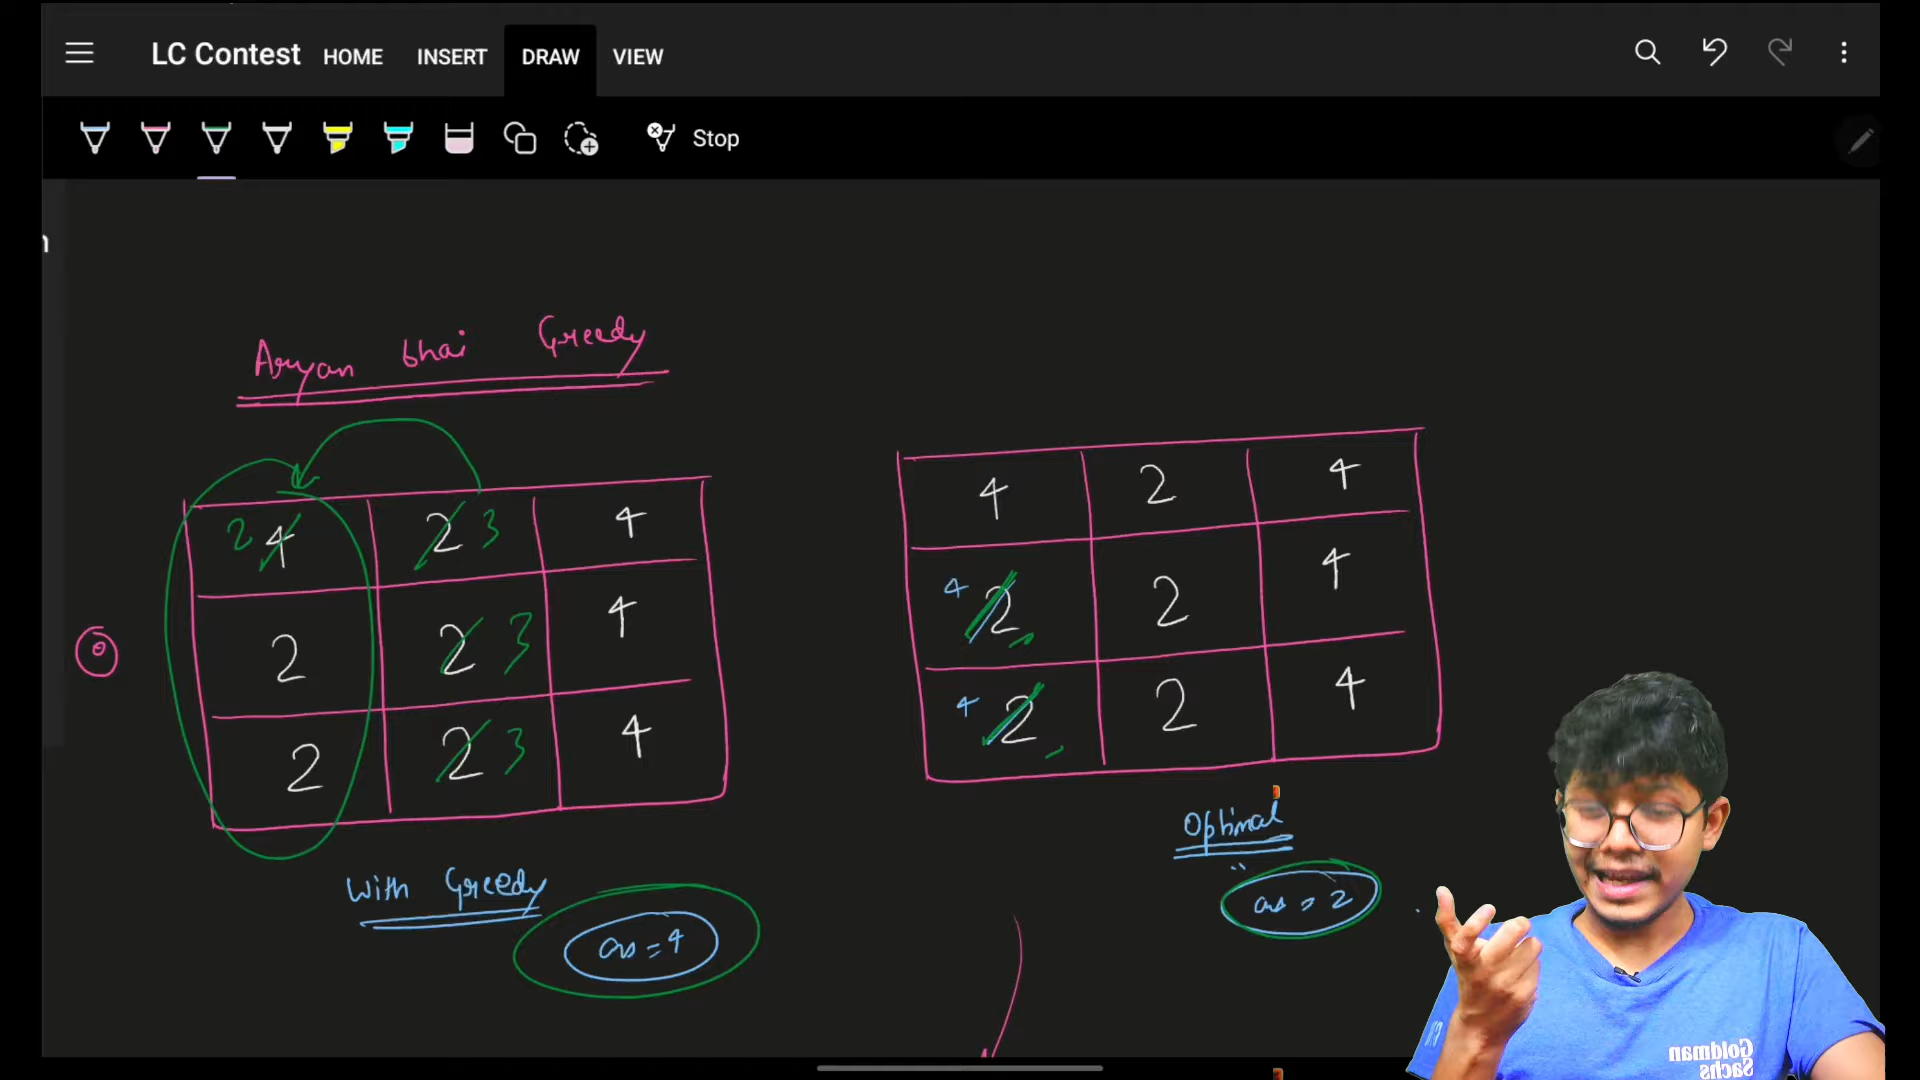 LC Contest HOME INSERT DRAW VIEW
Stop
n
Aryan bhai Greedy
2 4 2 3 4
2 2 3 4
2 2 3 4
4 2 4
4 2 2 4
4 2 2 4
With Greedy
ans = 4
Optimal
ans = 2
Goldman
Sachs